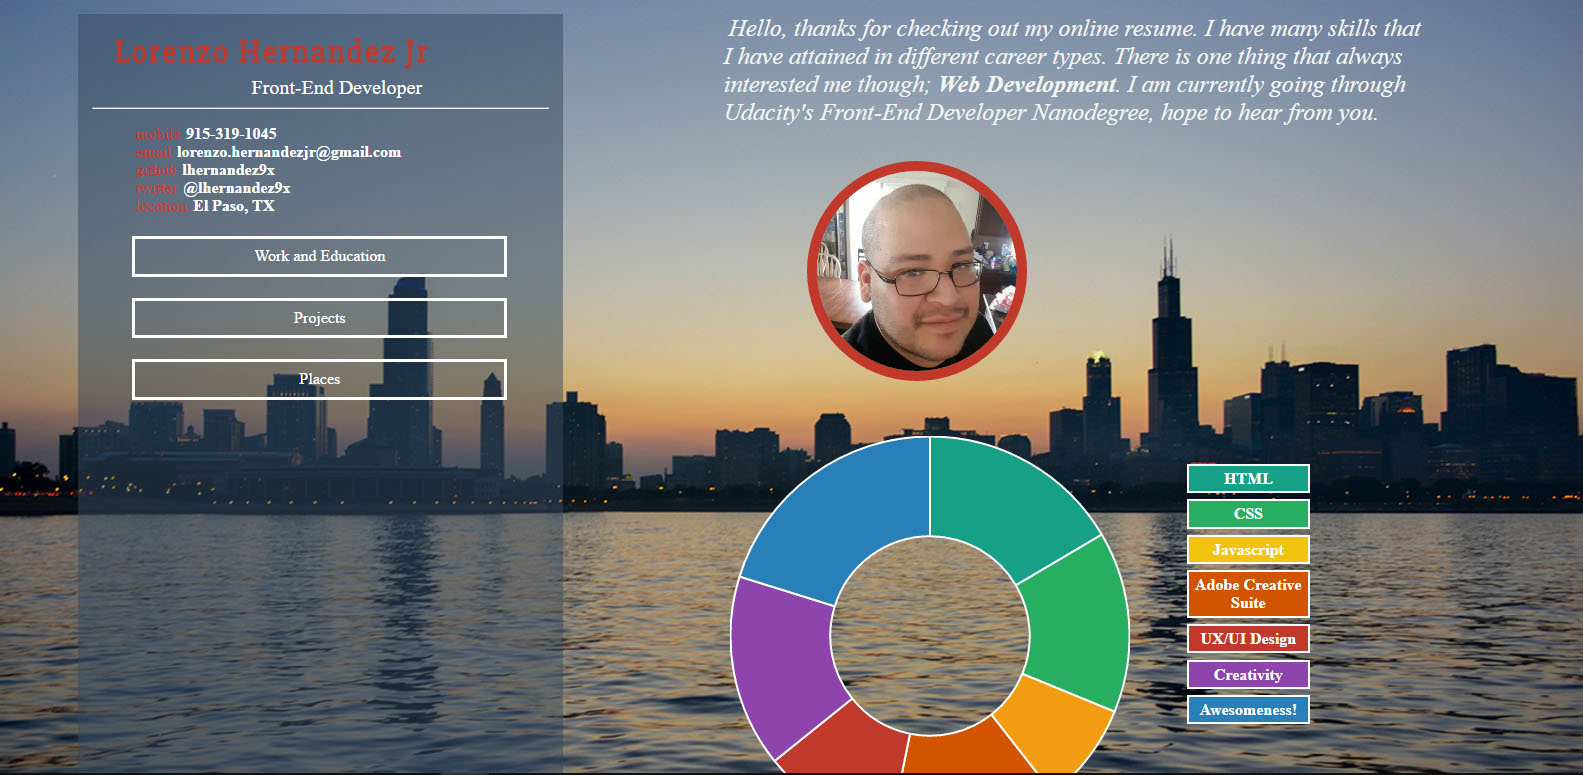 Lorenzo Hernandez Jr
Front-End Developer
mobile 915-319-1045
email lorenzo.hernandezjr@gmail.com
github lhernandez9x
twitter @lhernandez9x
location El Paso, TX
Work and Education
Projects
Places
Hello, thanks for checking out my online resume. I have many skills that
I have attained in different career types. There is one thing that always
interested me though; Web Development. I am currently going through
Udacity's Front-End Developer Nanodegree, hope to hear from you.
HTML
CSS
Javascript
Adobe Creative
Suite
UX/UI Design
Creativity
Awesomeness!